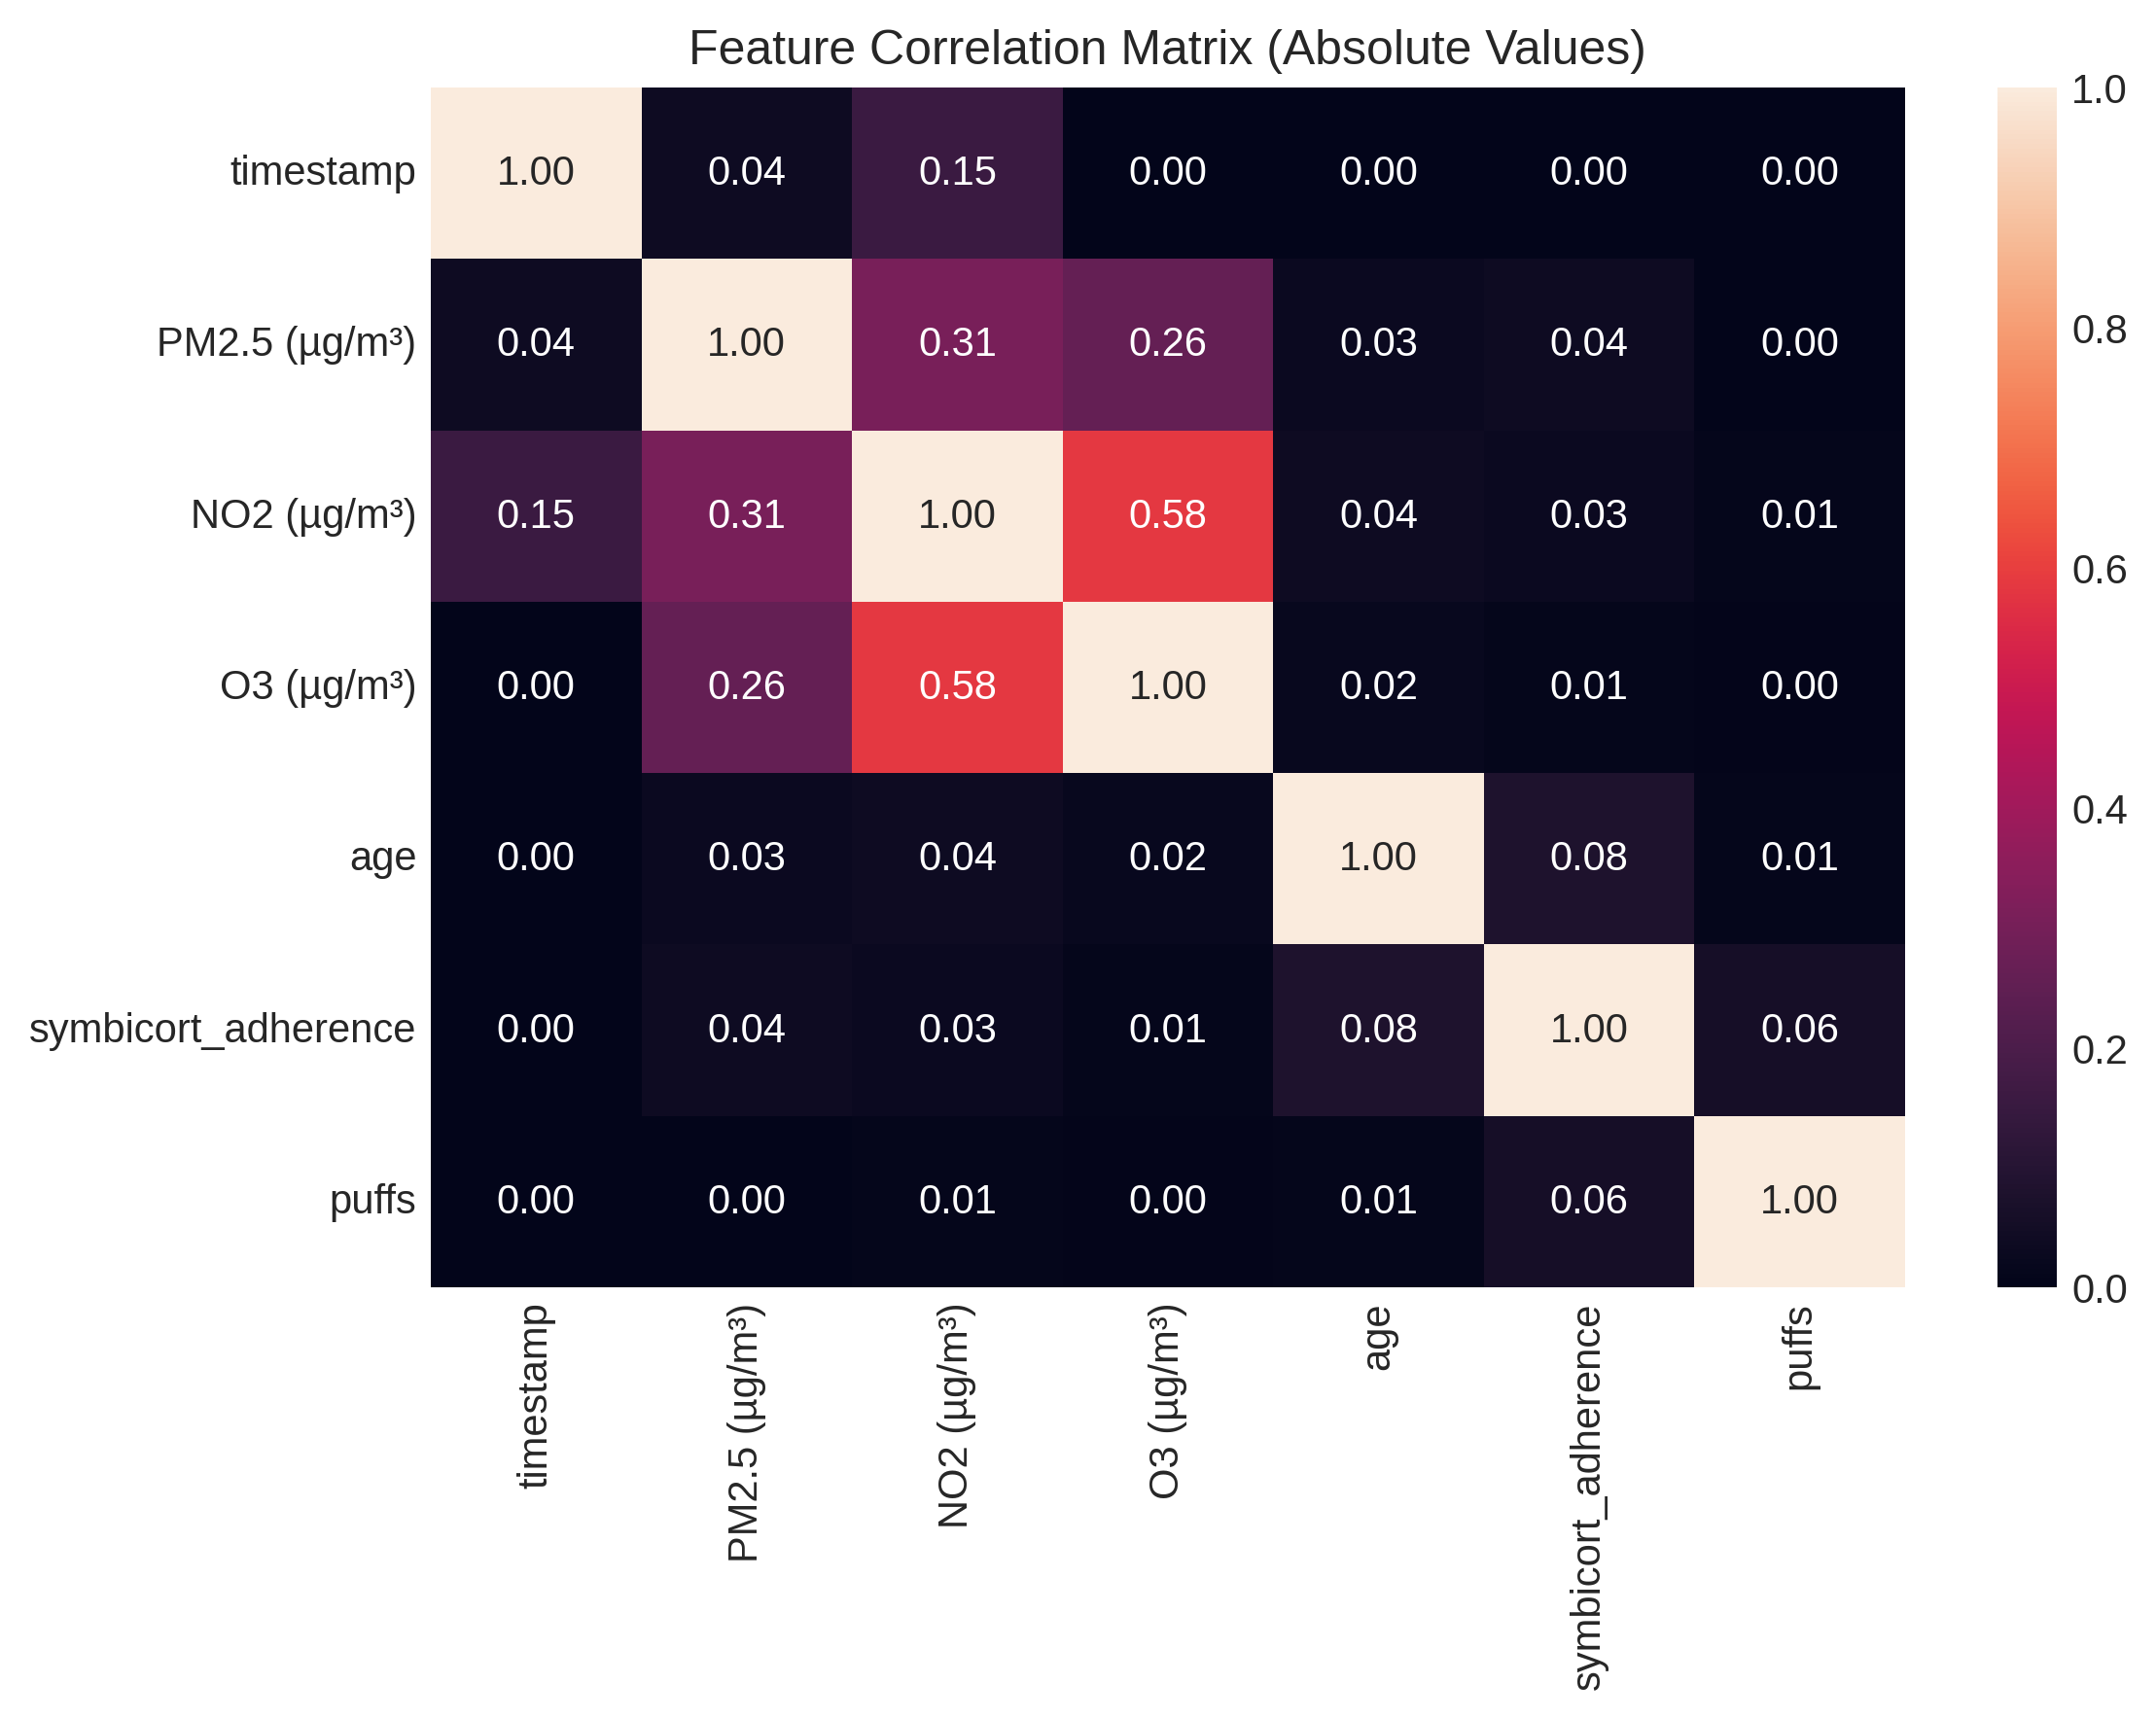 Feature Correlation Matrix (Absolute Values)
timestamp 1.00 0.04 0.15 0.00 0.00 0.00 0.00
PM2.5 (µg/m³) 0.04 1.00 0.31 0.26 0.03 0.04 0.00
NO2 (µg/m³) 0.15 0.31 1.00 0.58 0.04 0.03 0.01
O3 (µg/m³) 0.00 0.26 0.58 1.00 0.02 0.01 0.00
age 0.00 0.03 0.04 0.02 1.00 0.08 0.01
symbicort_adherence 0.00 0.04 0.03 0.01 0.08 1.00 0.06
puffs 0.00 0.00 0.01 0.00 0.01 0.06 1.00
timestamp
PM2.5 (µg/m³)
NO2 (µg/m³)
O3 (µg/m³)
age
symbicort_adherence
puffs
1.0
0.8
0.6
0.4
0.2
0.0